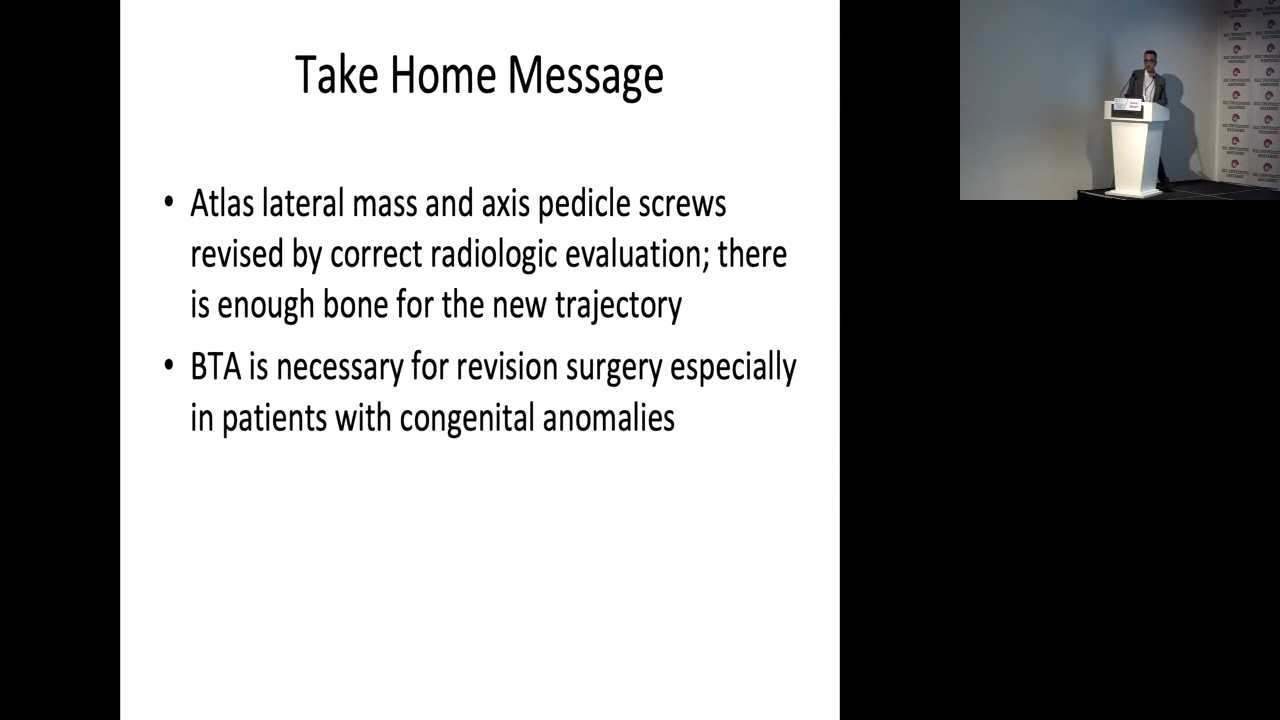 Take Home Message
• Atlas lateral mass and axis pedicle screws
revised by correct radiologic evaluation; there
is enough bone for the new trajectory
• BTA is necessary for revision surgery especially
in patients with congenital anomalies